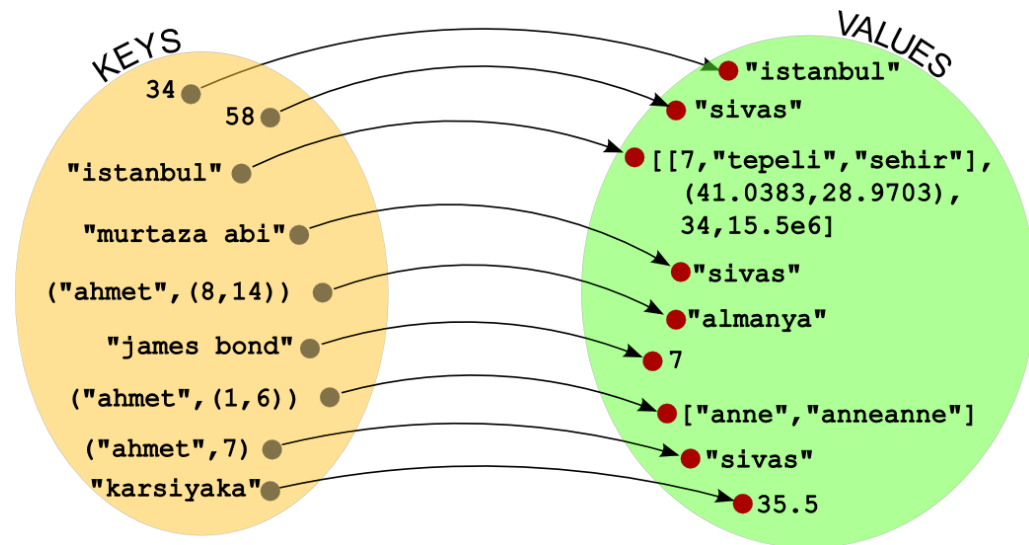 KEYS
34
58
"istanbul"
"murtaza abi"
("ahmet",(8,14))
"james bond"
("ahmet",(1,6))
("ahmet",7)
"karsiyaka"
VALUES
"istanbul"
"sivas"
[[7,"tepeli","sehir"],
(41.0383,28.9703),
34,15.5e6]
"sivas"
"almanya"
7
["anne","anneanne"]
"sivas"
35.5